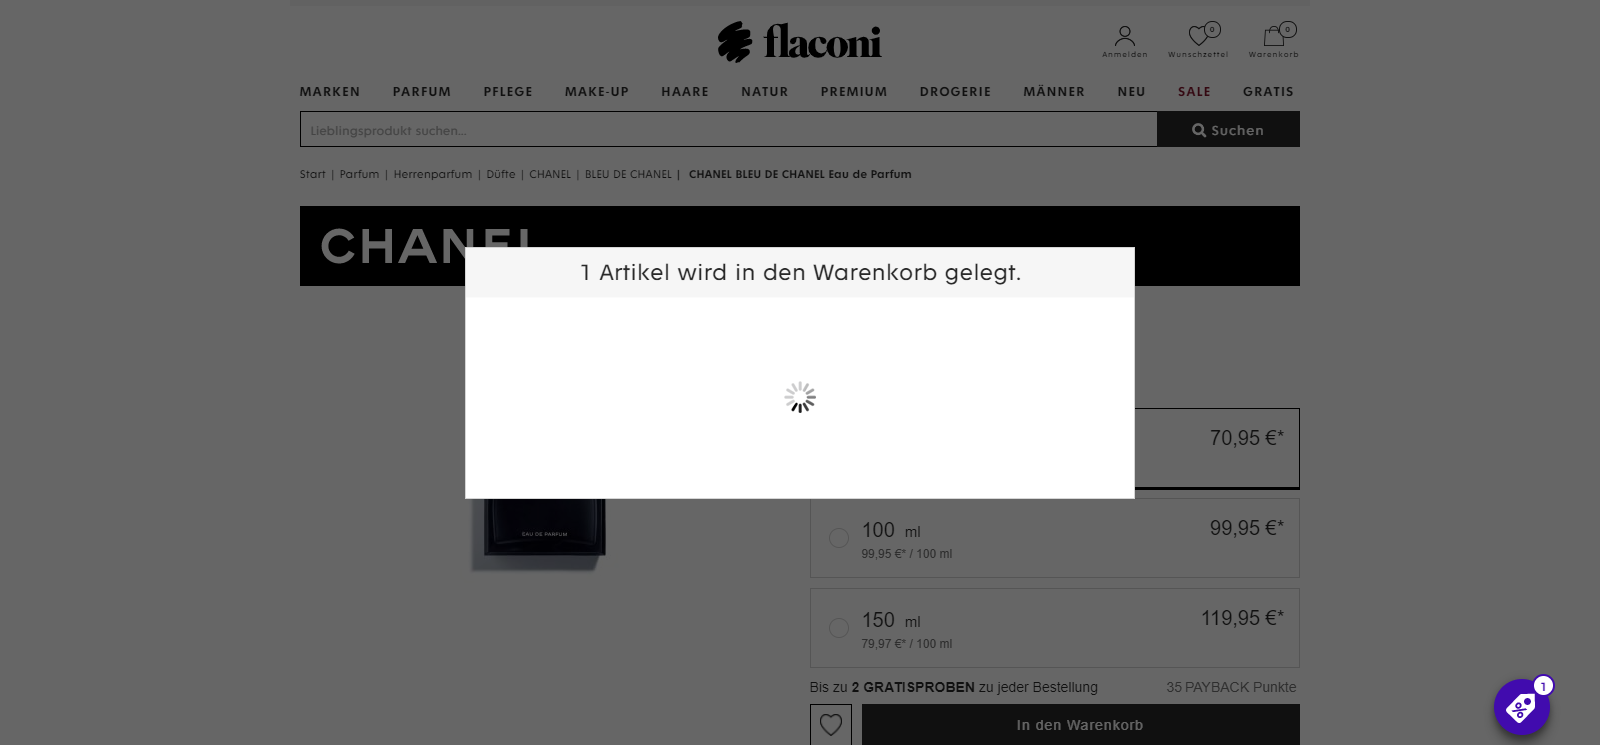 flaconi
0
0
Anmelden
Wunschzettel
Warenkorb
MARKEN PARFUM PFLEGE MAKE-UP HAARE NATUR PREMIUM DROGERIE MÄNNER NEU SALE GRATIS
Lieblingsprodukt suchen...
Suchen
Start | Parfum | Herrenparfum | Düfte | CHANEL | BLEU DE CHANEL | CHANEL BLEU DE CHANEL Eau de Parfum
CHANEL
1 Artikel wird in den Warenkorb gelegt.
70,95 €*
100 ml
99,95 €*
99,95 €* / 100 ml
EAU DE PARFUM
150 ml
119,95 €*
79,97 €* / 100 ml
Bis zu 2 GRATISPROBEN zu jeder Bestellung
35 PAYBACK Punkte
1
In den Warenkorb